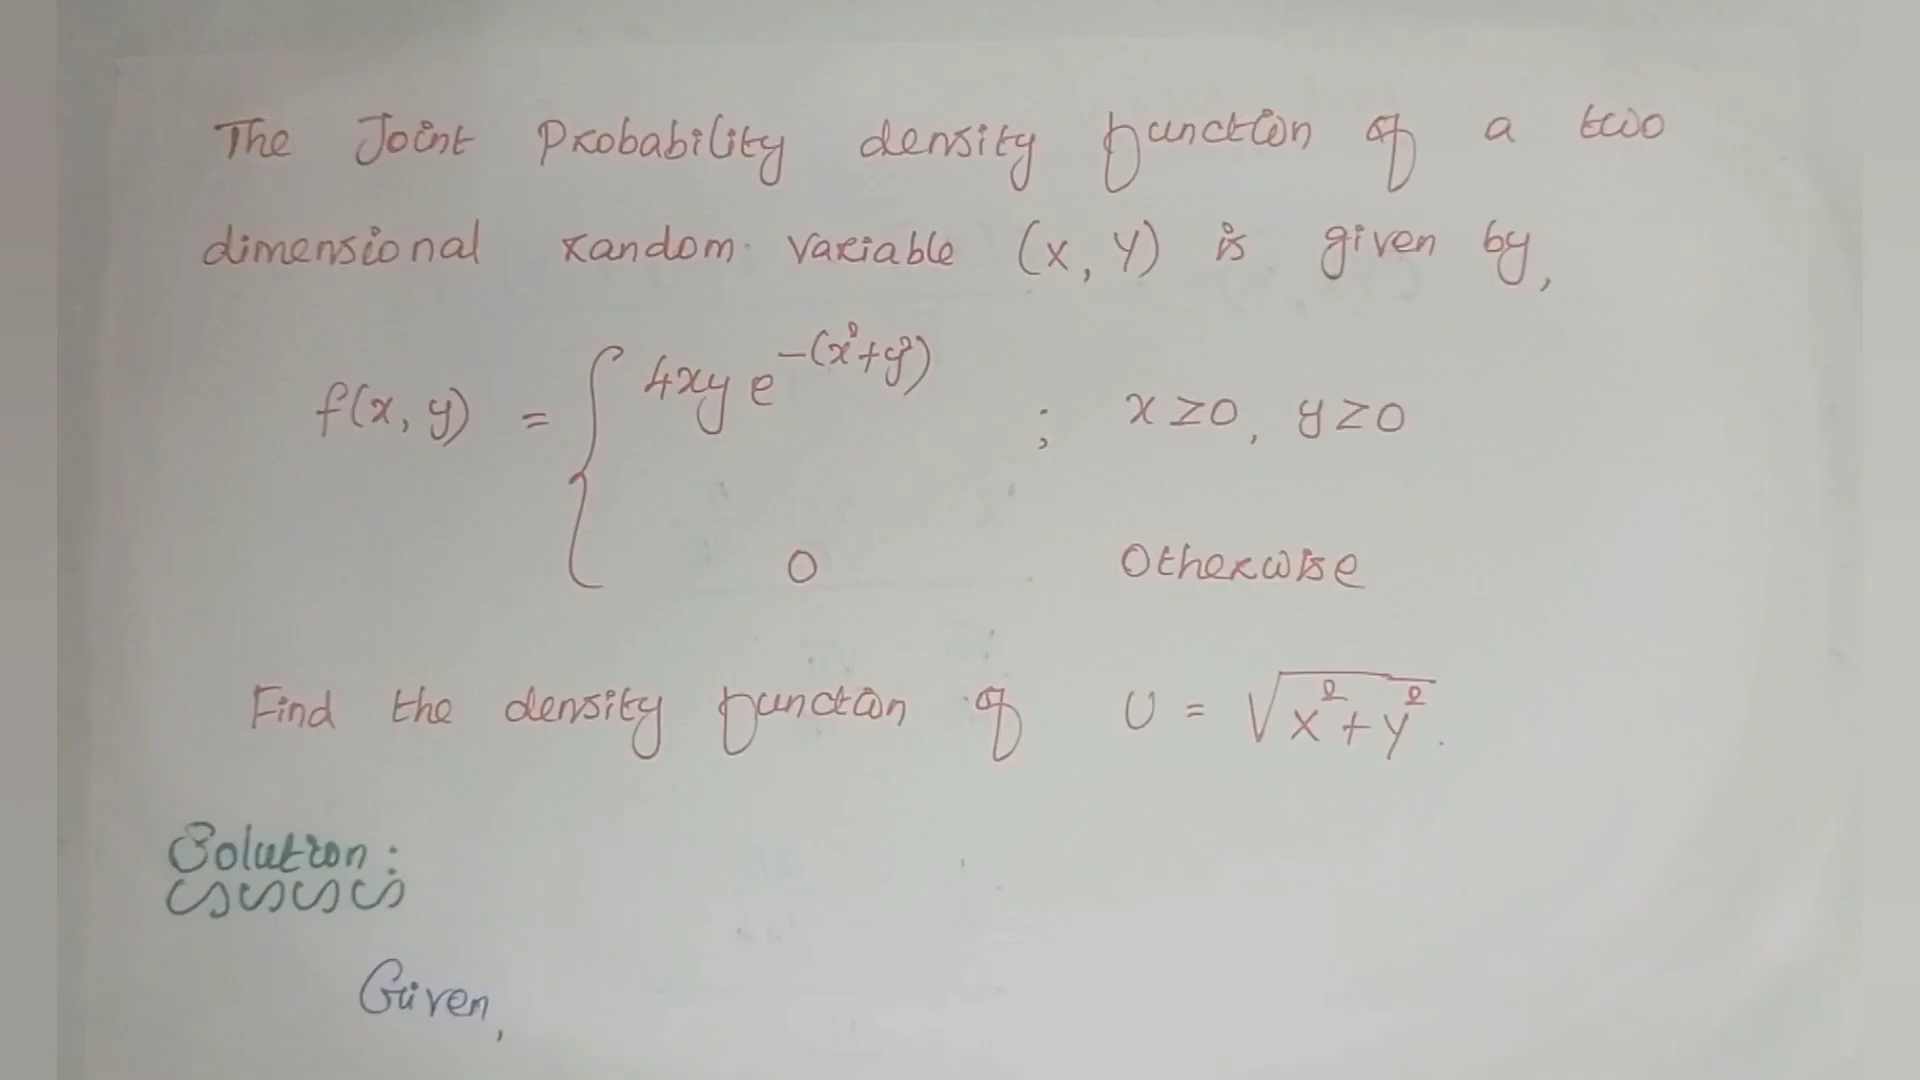 The Joint Probability density function of a two
dimensional random variable (X, Y) is given by,
f(x, y) = { 4xy e^-(x²+y²) ; x ≥ 0, y ≥ 0
0 Otherwise
Find the density function of U = √(X²+Y²).
Solution:
Given,